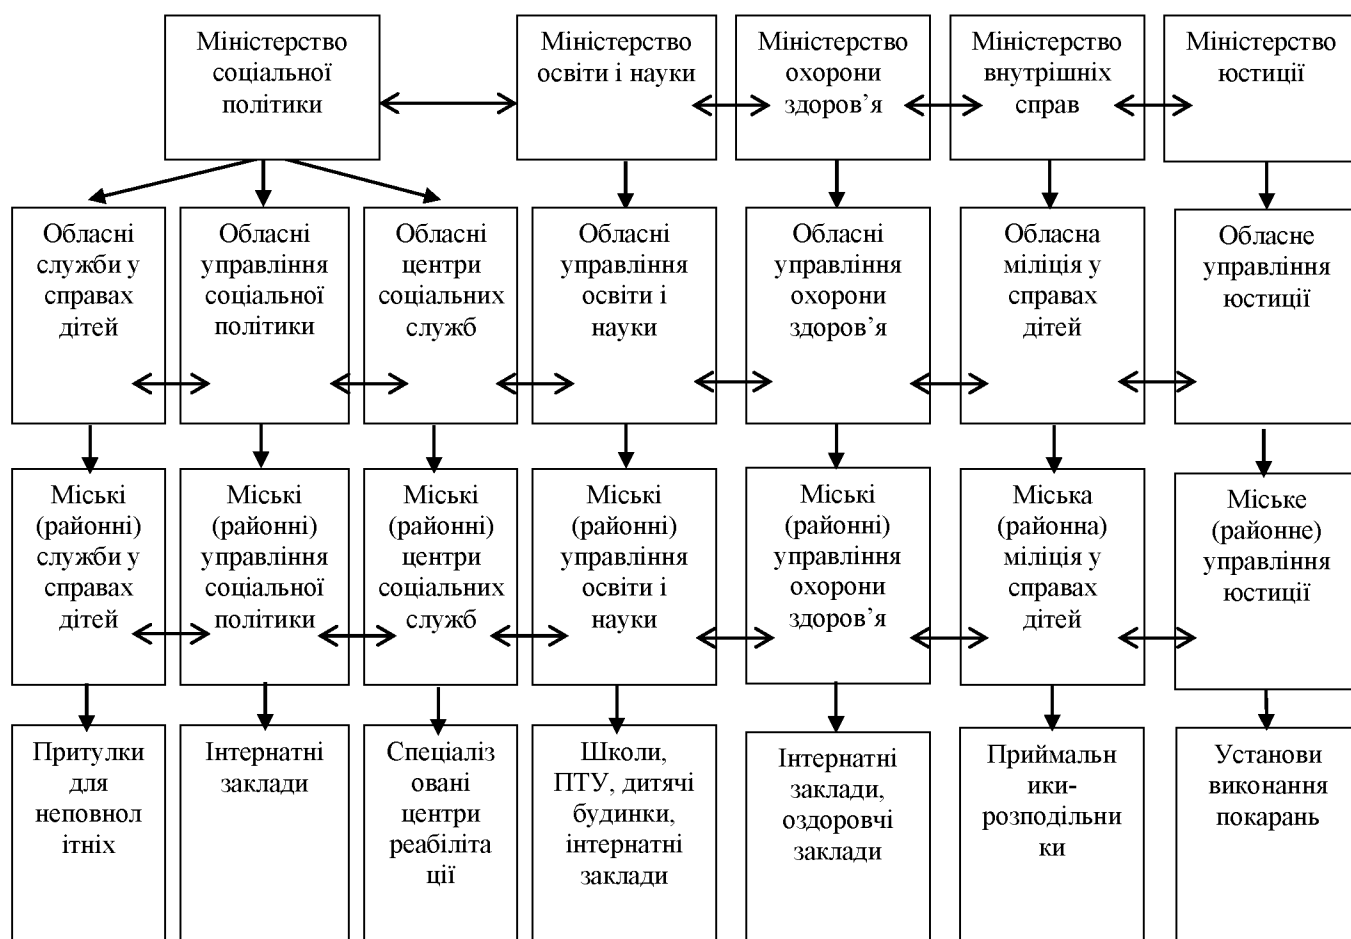 Міністерство
соціальної
політики
Міністерство
освіти і науки
Міністерство
охорони
здоров’я
Міністерство
внутрішніх
справ
Міністерство
юстиції
Обласні
служби у
справах
дітей
Обласні
управління
соціальної
політики
Обласні
центри
соціальних
служб
Обласні
управління
освіти і
науки
Обласні
управління
охорони
здоров’я
Обласна
міліція у
справах
дітей
Обласне
управління
юстиції
Міські
(районні)
служби у
справах
дітей
Міські
(районні)
управління
соціальної
політики
Міські
(районні)
центри
соціальних
служб
Міські
(районні)
управління
освіти і
науки
Міські
(районні)
управління
охорони
здоров’я
Міська
(районна)
міліція у
справах
дітей
Міське
(районне)
управління
юстиції
Притулки
для
неповнол
ітніх
Інтернатні
заклади
Спеціаліз
овані
центри
реабіліта
ції
Школи,
ПТУ, дитячі
будинки,
інтернатні
заклади
Інтернатні
заклади,
оздоровчі
заклади
Приймальн
ики-
розподільни
ки
Установи
виконання
покарань